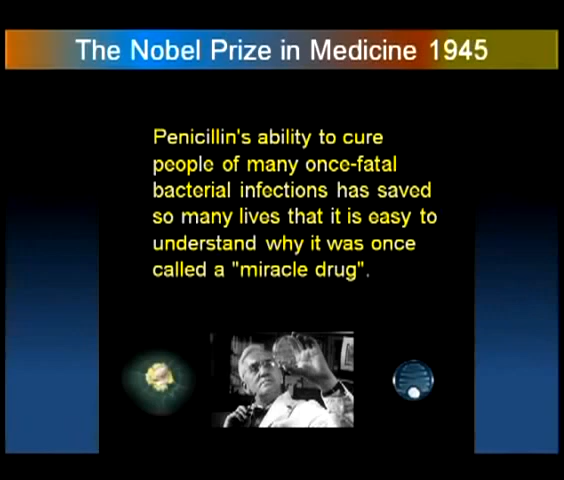 The Nobel Prize in Medicine 1945
Penicillin's ability to cure
people of many once-fatal
bacterial infections has saved
so many lives that it is easy to
understand why it was once
called a "miracle drug".